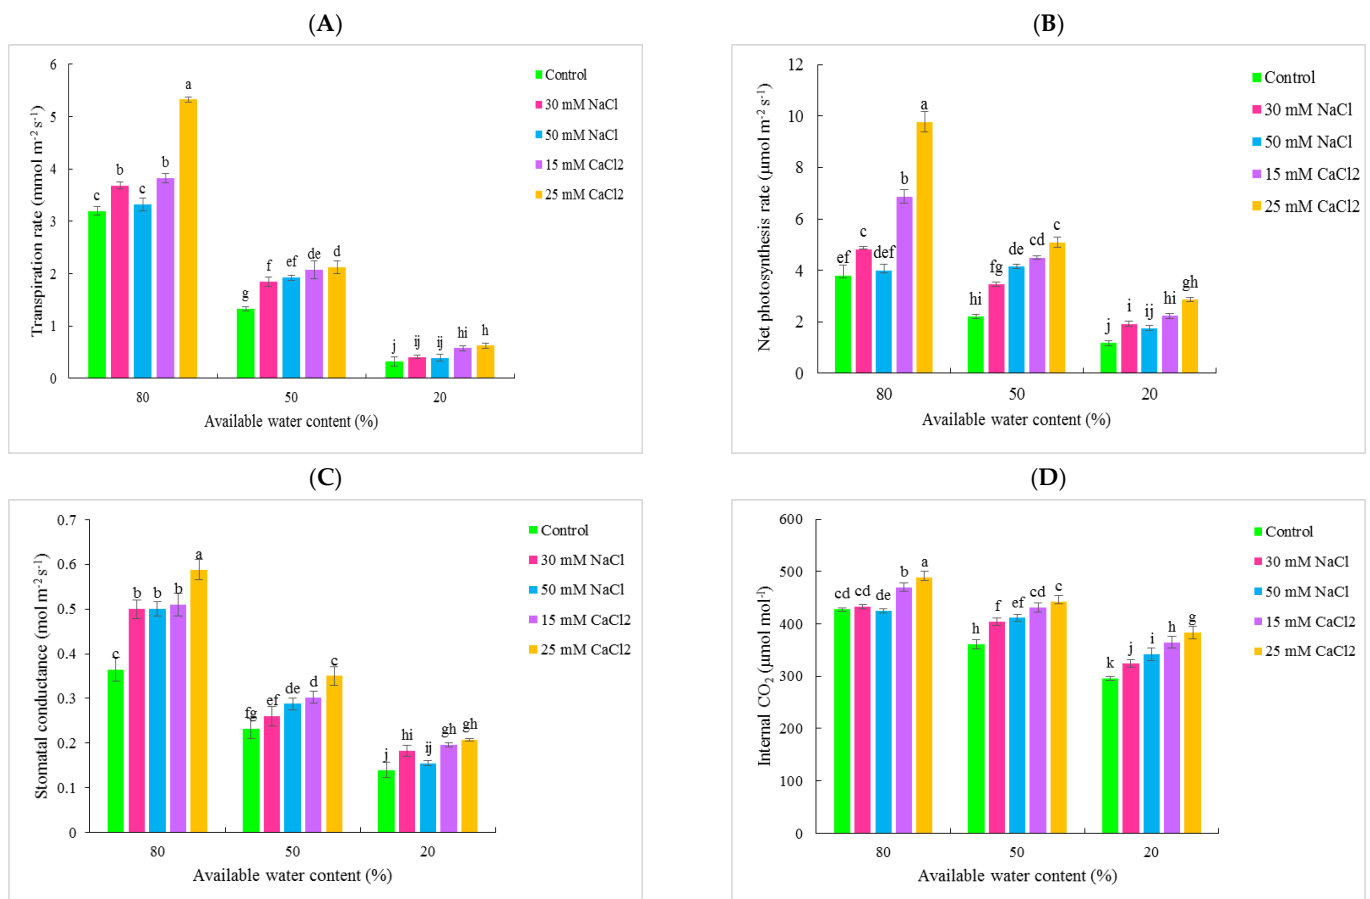 (A)
Transpiration rate (mmol m⁻² s⁻¹)
6
5
4
3
2
1
0
c b c b a
g f ef de d
j ij ij hi h
80 50 20
Available water content (%)
Control
30 mM NaCl
50 mM NaCl
15 mM CaCl2
25 mM CaCl2
(B)
Net photosynthesis rate (µmol m⁻² s⁻¹)
12
10
8
6
4
2
0
ef c def b a
hi fg de cd c
j i ij hi gh
80 50 20
Available water content (%)
Control
30 mM NaCl
50 mM NaCl
15 mM CaCl2
25 mM CaCl2
(C)
Stomatal conductance (mol m⁻² s⁻¹)
0.7
0.6
0.5
0.4
0.3
0.2
0.1
0
c b b b a
fg ef de d c
j hi ij gh gh
80 50 20
Available water content (%)
Control
30 mM NaCl
50 mM NaCl
15 mM CaCl2
25 mM CaCl2
(D)
Internal CO₂ (µmol mol⁻¹)
600
500
400
300
200
100
0
cd cd de b a
h f ef cd c
k j i h g
80 50 20
Available water content (%)
Control
30 mM NaCl
50 mM NaCl
15 mM CaCl2
25 mM CaCl2